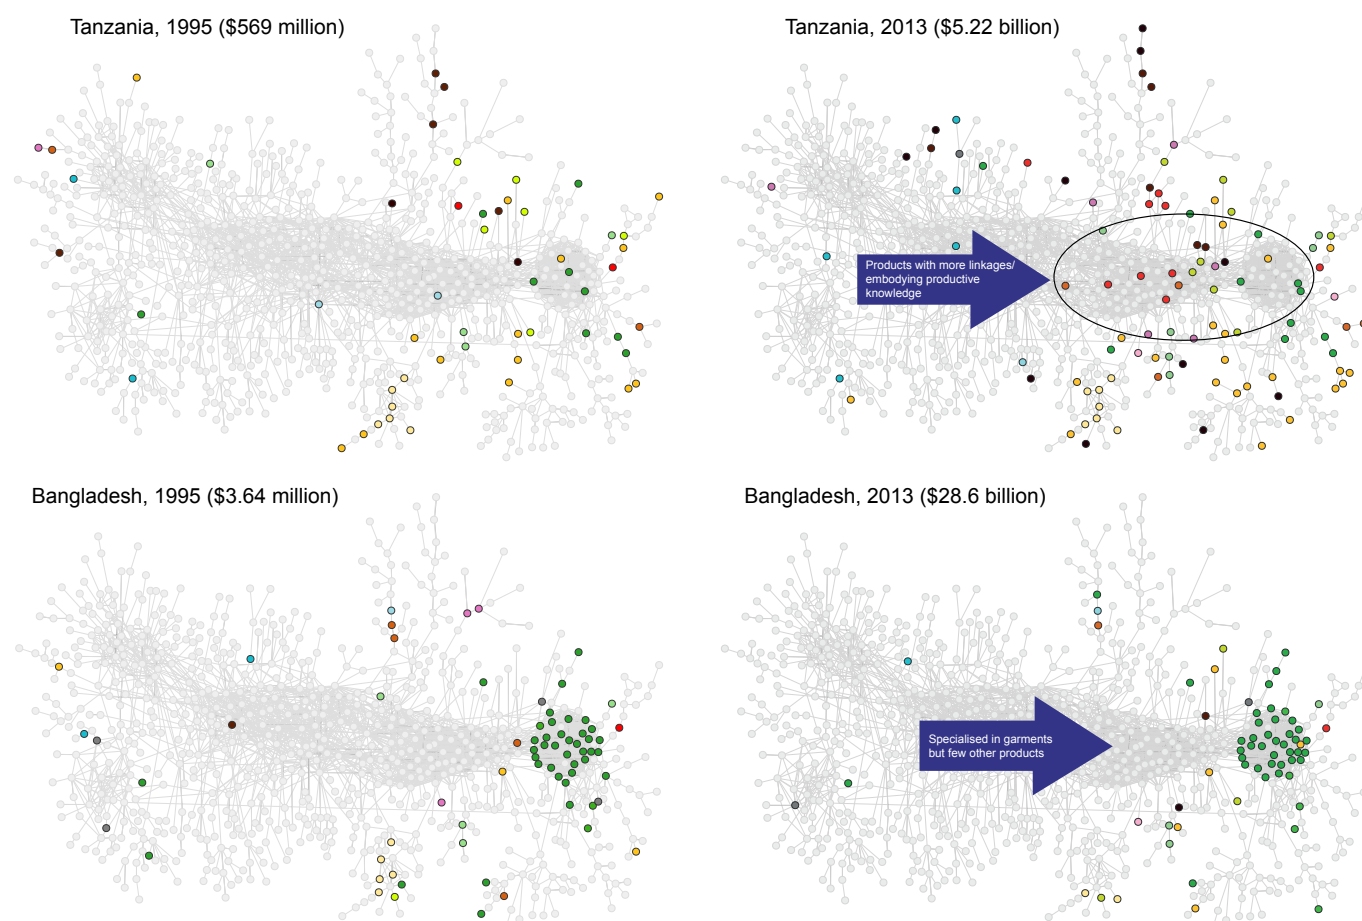 Tanzania, 1995 ($569 million)
Tanzania, 2013 ($5.22 billion)
Products with more linkages/
embodying productive
knowledge
Bangladesh, 1995 ($3.64 million)
Bangladesh, 2013 ($28.6 billion)
Specialised in garments
but few other products